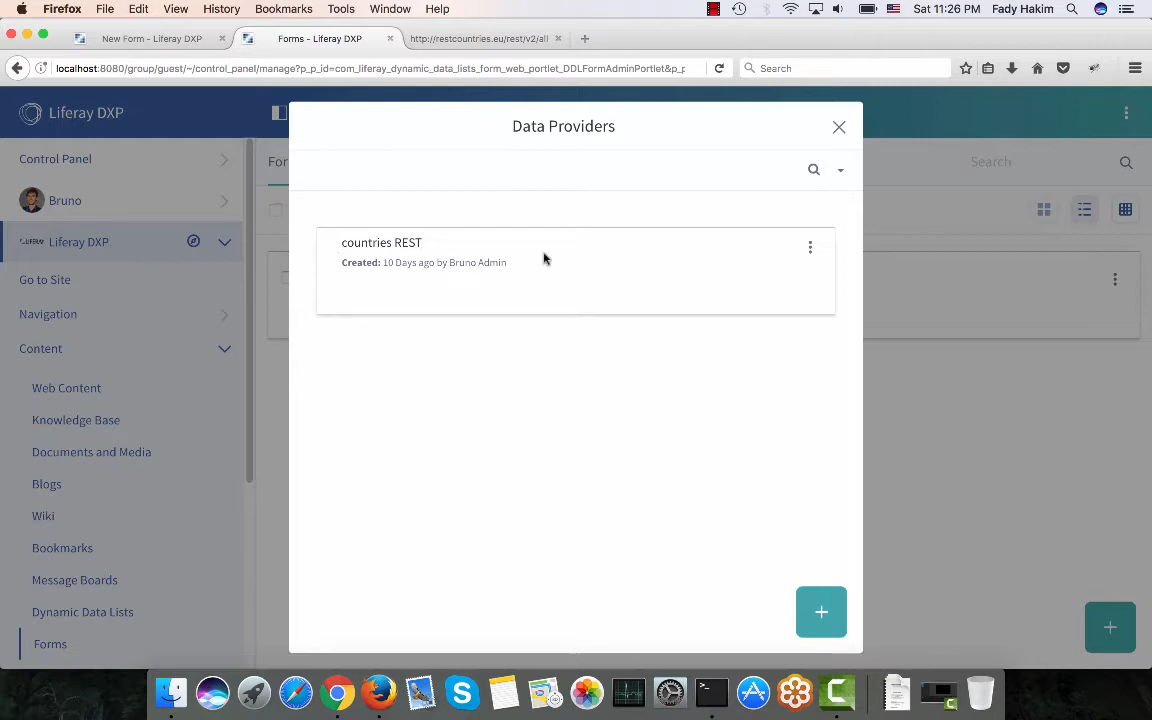 Firefox File Edit View History Bookmarks Tools Window Help Sat 11:26 PM Fady Hakim
New Form - Liferay DXP Forms - Liferay DXP http://restcountries.eu/rest/v2/all
localhost:8080/group/guest/~/control_panel/manage?p_p_id=com_liferay_dynamic_data_lists_form_web_portlet_DDLFormAdminPortlet&p_p Search
Liferay DXP
Data Providers
Control Panel
For
Search
Bruno
LIFERAY DXP Liferay DXP
countries REST
Created: 10 Days ago by Bruno Admin
Go to Site
Navigation
Content
Web Content
Knowledge Base
Documents and Media
Blogs
Wiki
Bookmarks
Message Boards
Dynamic Data Lists
Forms